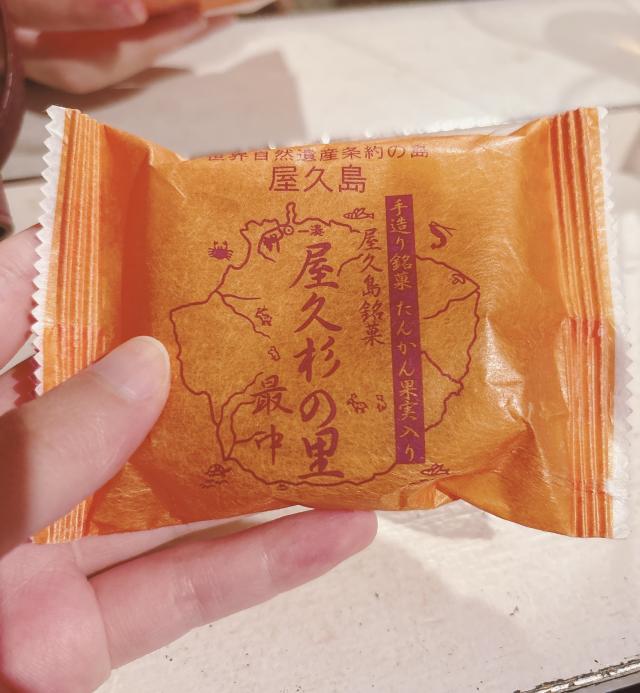 世界自然遺産条約の島
屋久島
手造り銘菓 たんかん果実入り
屋久島銘菓
屋久杉の里
最中
一湊